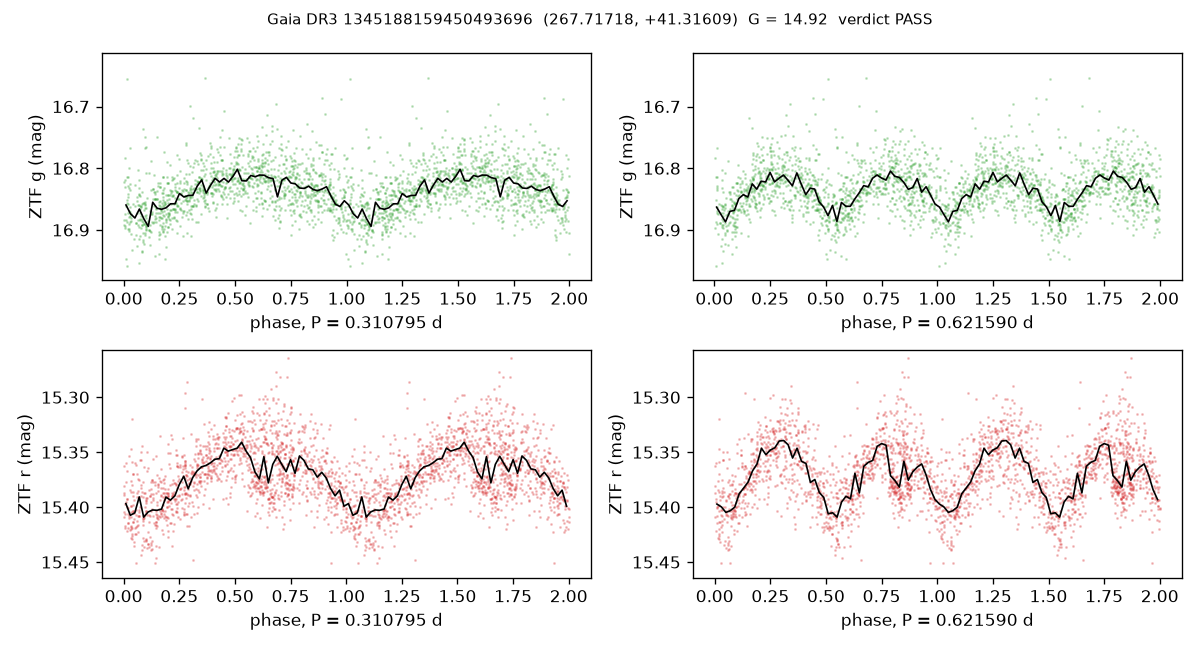 Gaia DR3 1345188159450493696  (267.71718, +41.31609)  G = 14.92  verdict PASS
ZTF g (mag)
16.7
16.8
16.9
0.00 0.25 0.50 0.75 1.00 1.25 1.50 1.75 2.00
phase, P = 0.310795 d
ZTF g (mag)
16.7
16.8
16.9
0.00 0.25 0.50 0.75 1.00 1.25 1.50 1.75 2.00
phase, P = 0.621590 d
ZTF r (mag)
15.30
15.35
15.40
15.45
0.00 0.25 0.50 0.75 1.00 1.25 1.50 1.75 2.00
phase, P = 0.310795 d
ZTF r (mag)
15.30
15.35
15.40
15.45
0.00 0.25 0.50 0.75 1.00 1.25 1.50 1.75 2.00
phase, P = 0.621590 d